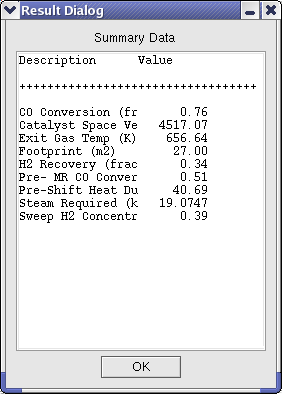 Result Dialog
Summary Data
Description Value
++++++++++++++++++++++++++++++++++
CO Conversion (fr 0.76
Catalyst Space Ve 4517.07
Exit Gas Temp (K) 656.64
Footprint (m2) 27.00
H2 Recovery (frac 0.34
Pre- MR CO Conver 0.51
Pre-Shift Heat Du 40.69
Steam Required (k 19.0747
Sweep H2 Concentr 0.39
OK